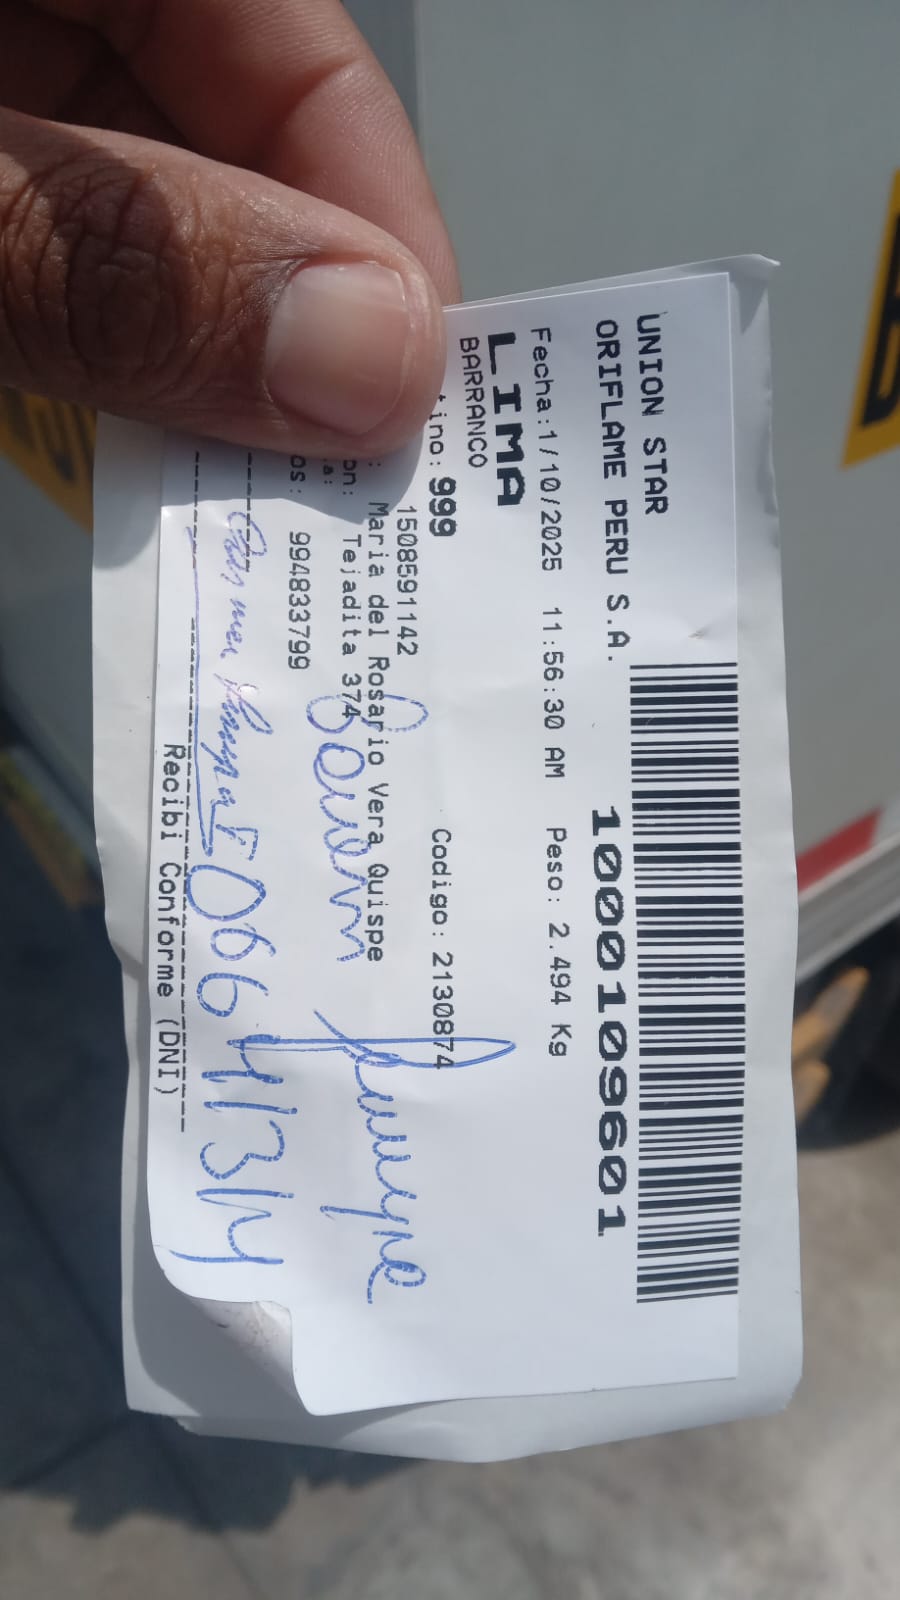 UNION STAR
ORIFLAME PERU S.A.
1000109601
Fecha:1/10/2025 11:56:30 AM Peso: 2.494 Kg
LIMA
BARRANCO
tino: 999 Codigo: 2130874
1508591142
: Maria del Rosario Vera Quispe
on: Tejadita 374
a:
os: 994833799
Recibi Conforme (DNI)